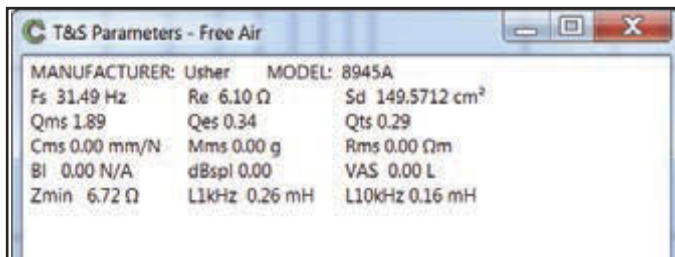 T&S Parameters - Free Air
MANUFACTURER: Usher MODEL: 8945A
Fs 31.49 Hz Re 6.10 Ω Sd 149.5712 cm²
Qms 1.89 Qes 0.34 Qts 0.29
Cms 0.00 mm/N Mms 0.00 g Rms 0.00 Ωm
Bl 0.00 N/A dBspl 0.00 VAS 0.00 L
Zmin 6.72 Ω L1kHz 0.26 mH L10kHz 0.16 mH